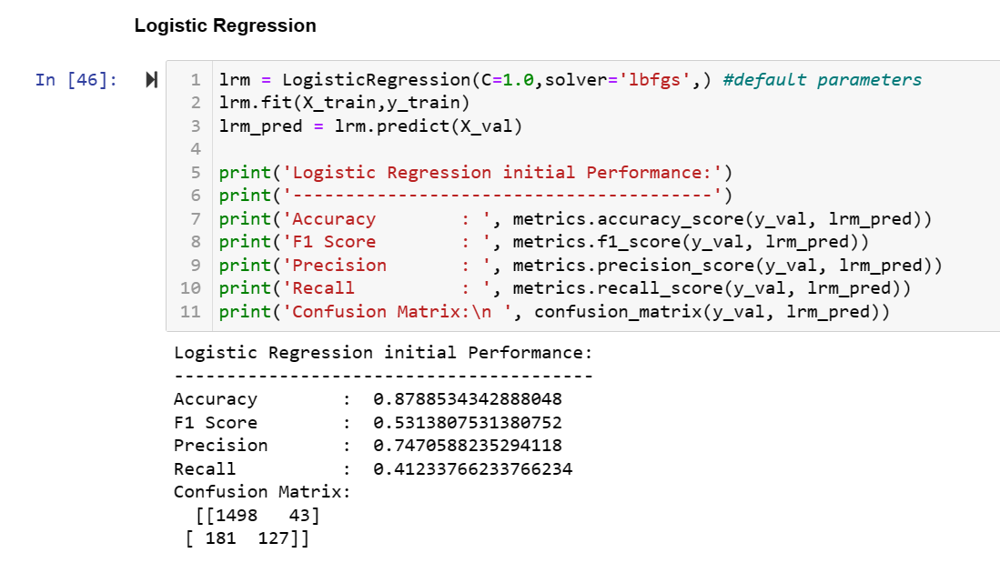 Logistic Regression
In [46]:
1 lrm = LogisticRegression(C=1.0,solver='lbfgs',) #default parameters
2 lrm.fit(X_train,y_train)
3 lrm_pred = lrm.predict(X_val)
4
5 print('Logistic Regression initial Performance:')
6 print('----------------------------------------')
7 print('Accuracy        : ', metrics.accuracy_score(y_val, lrm_pred))
8 print('F1 Score        : ', metrics.f1_score(y_val, lrm_pred))
9 print('Precision       : ', metrics.precision_score(y_val, lrm_pred))
10 print('Recall          : ', metrics.recall_score(y_val, lrm_pred))
11 print('Confusion Matrix:\n ', confusion_matrix(y_val, lrm_pred))
Logistic Regression initial Performance:
----------------------------------------
Accuracy        :  0.8788534342888048
F1 Score        :  0.5313807531380752
Precision       :  0.7470588235294118
Recall          :  0.41233766233766234
Confusion Matrix:
  [[1498   43]
 [ 181  127]]